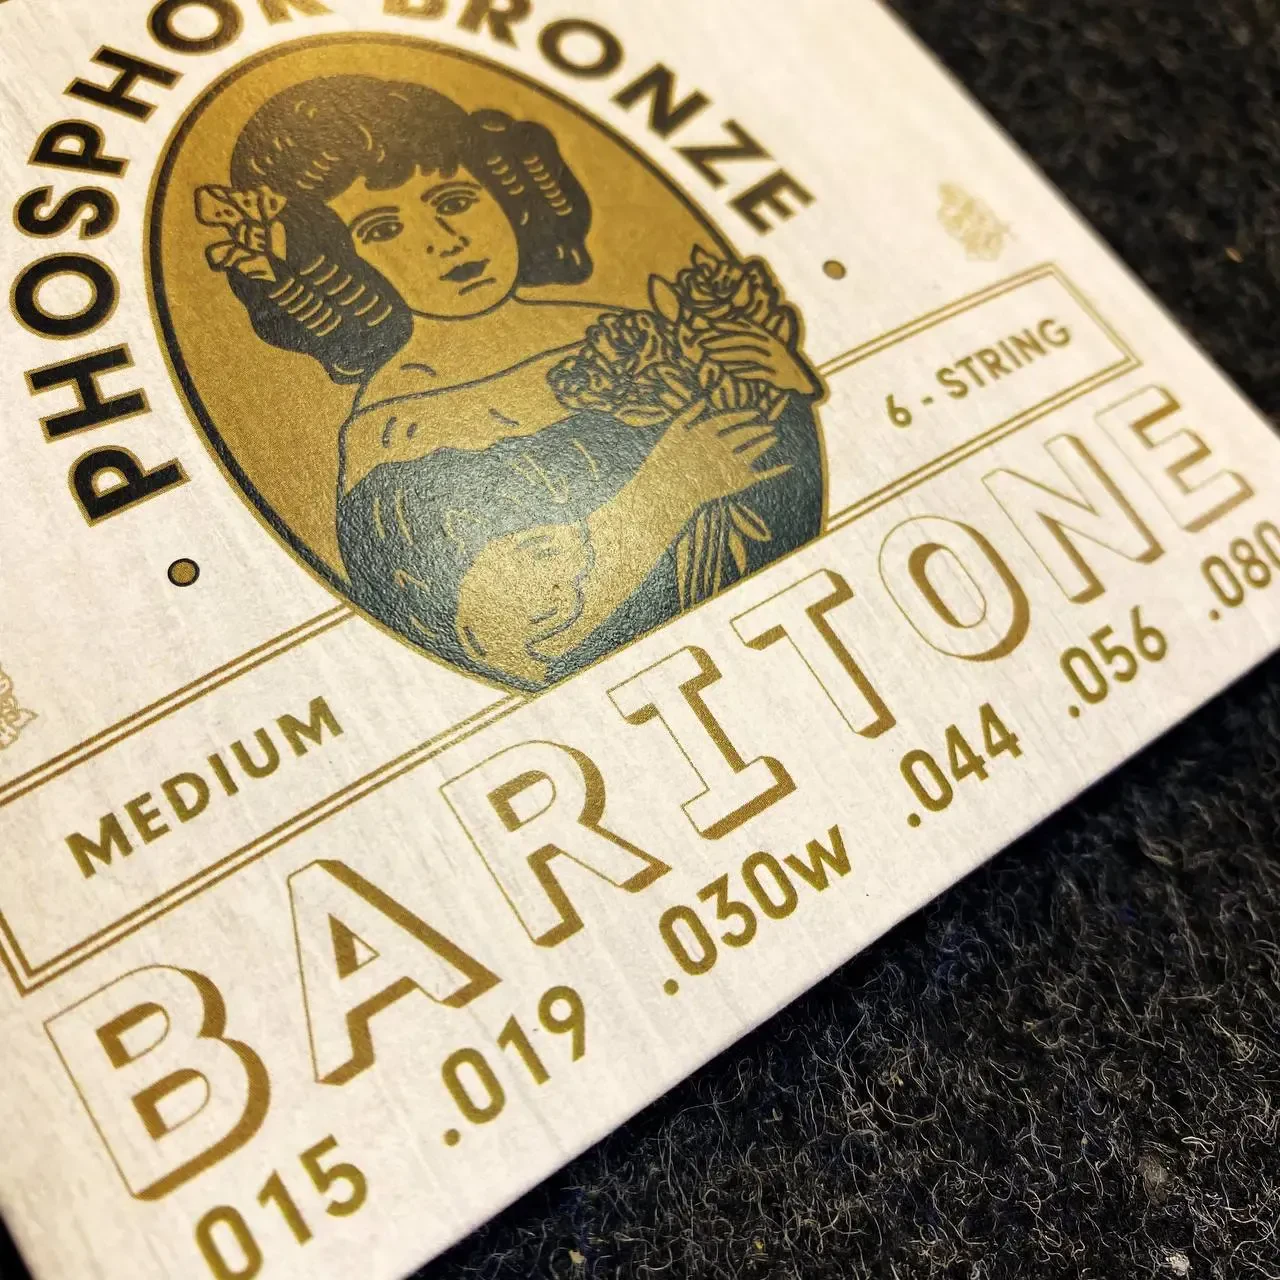 PHOSPHOR BRONZE
MEDIUM
6 - STRING
BARITONE
015 .019 .030w .044 .056 .080